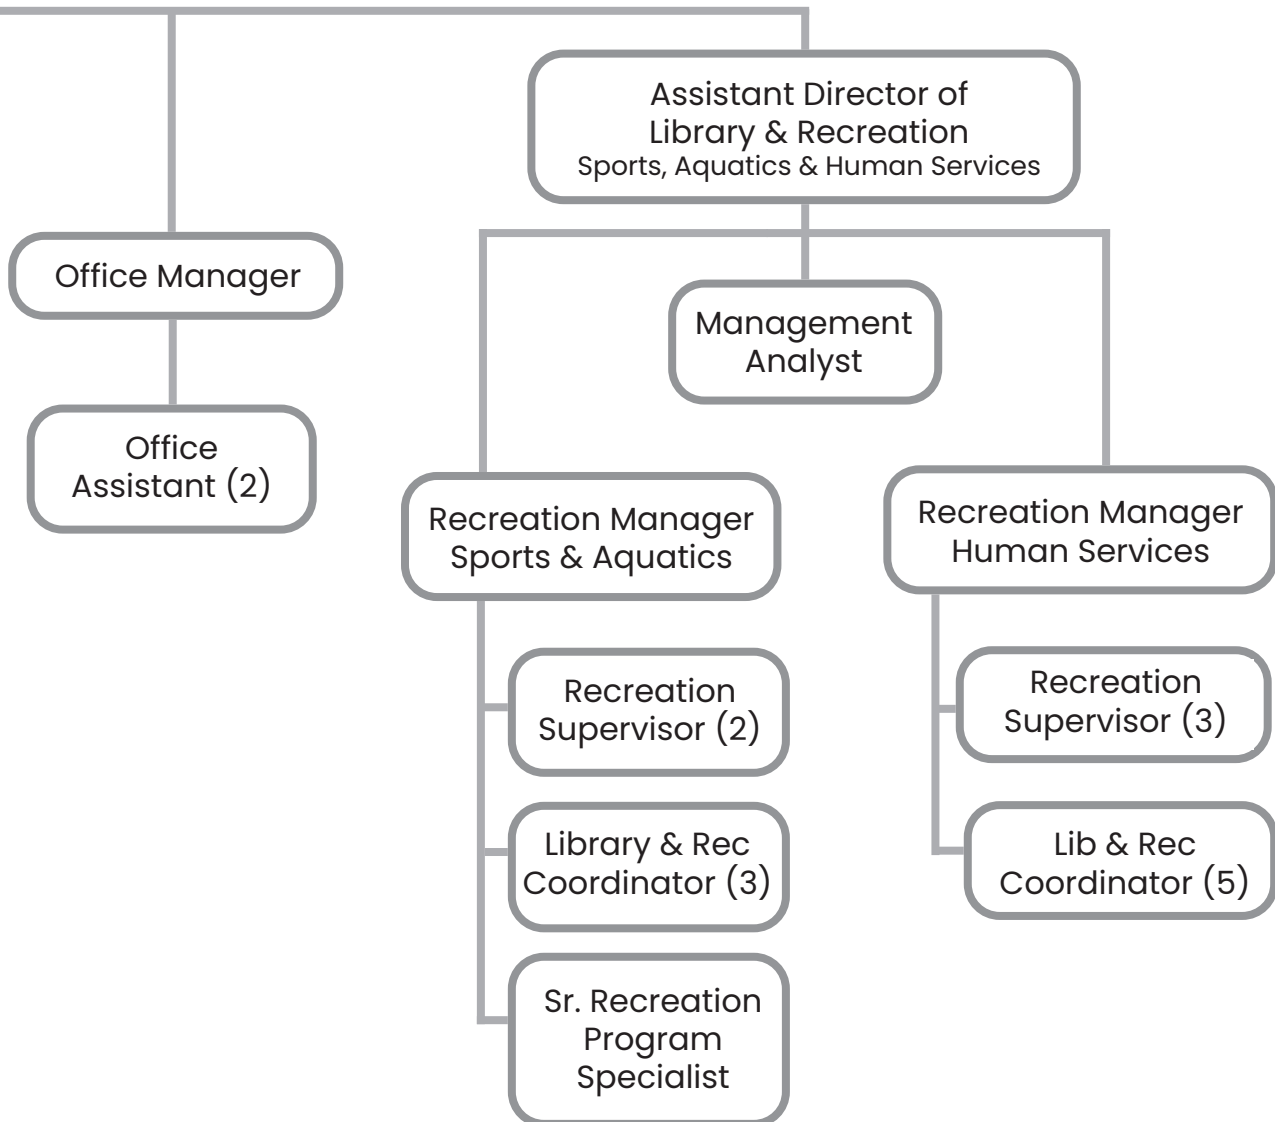 Assistant Director of
Library & Recreation
Sports, Aquatics & Human Services
Office Manager
Office
Assistant (2)
Management
Analyst
Recreation Manager
Sports & Aquatics
Recreation
Supervisor (2)
Library & Rec
Coordinator (3)
Sr. Recreation
Program
Specialist
Recreation Manager
Human Services
Recreation
Supervisor (3)
Lib & Rec
Coordinator (5)